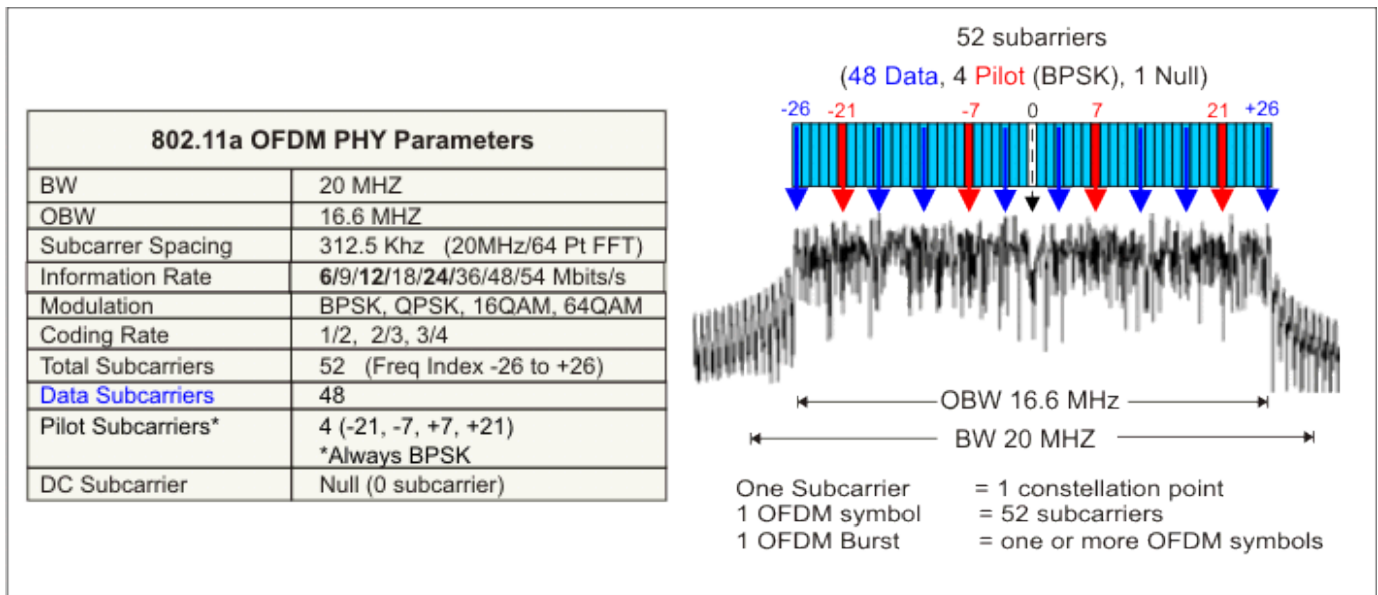 802.11a OFDM PHY Parameters
BW 20 MHZ
OBW 16.6 MHZ
Subcarrer Spacing 312.5 Khz (20MHz/64 Pt FFT)
Information Rate 6/9/12/18/24/36/48/54 Mbits/s
Modulation BPSK, QPSK, 16QAM, 64QAM
Coding Rate 1/2, 2/3, 3/4
Total Subcarriers 52 (Freq Index -26 to +26)
Data Subcarriers 48
Pilot Subcarriers* 4 (-21, -7, +7, +21)
*Always BPSK
DC Subcarrier Null (0 subcarrier)
52 subarriers
(48 Data, 4 Pilot (BPSK), 1 Null)
-26 -21 -7 0 7 21 +26
OBW 16.6 MHz
BW 20 MHZ
One Subcarrier = 1 constellation point
1 OFDM symbol = 52 subcarriers
1 OFDM Burst = one or more OFDM symbols